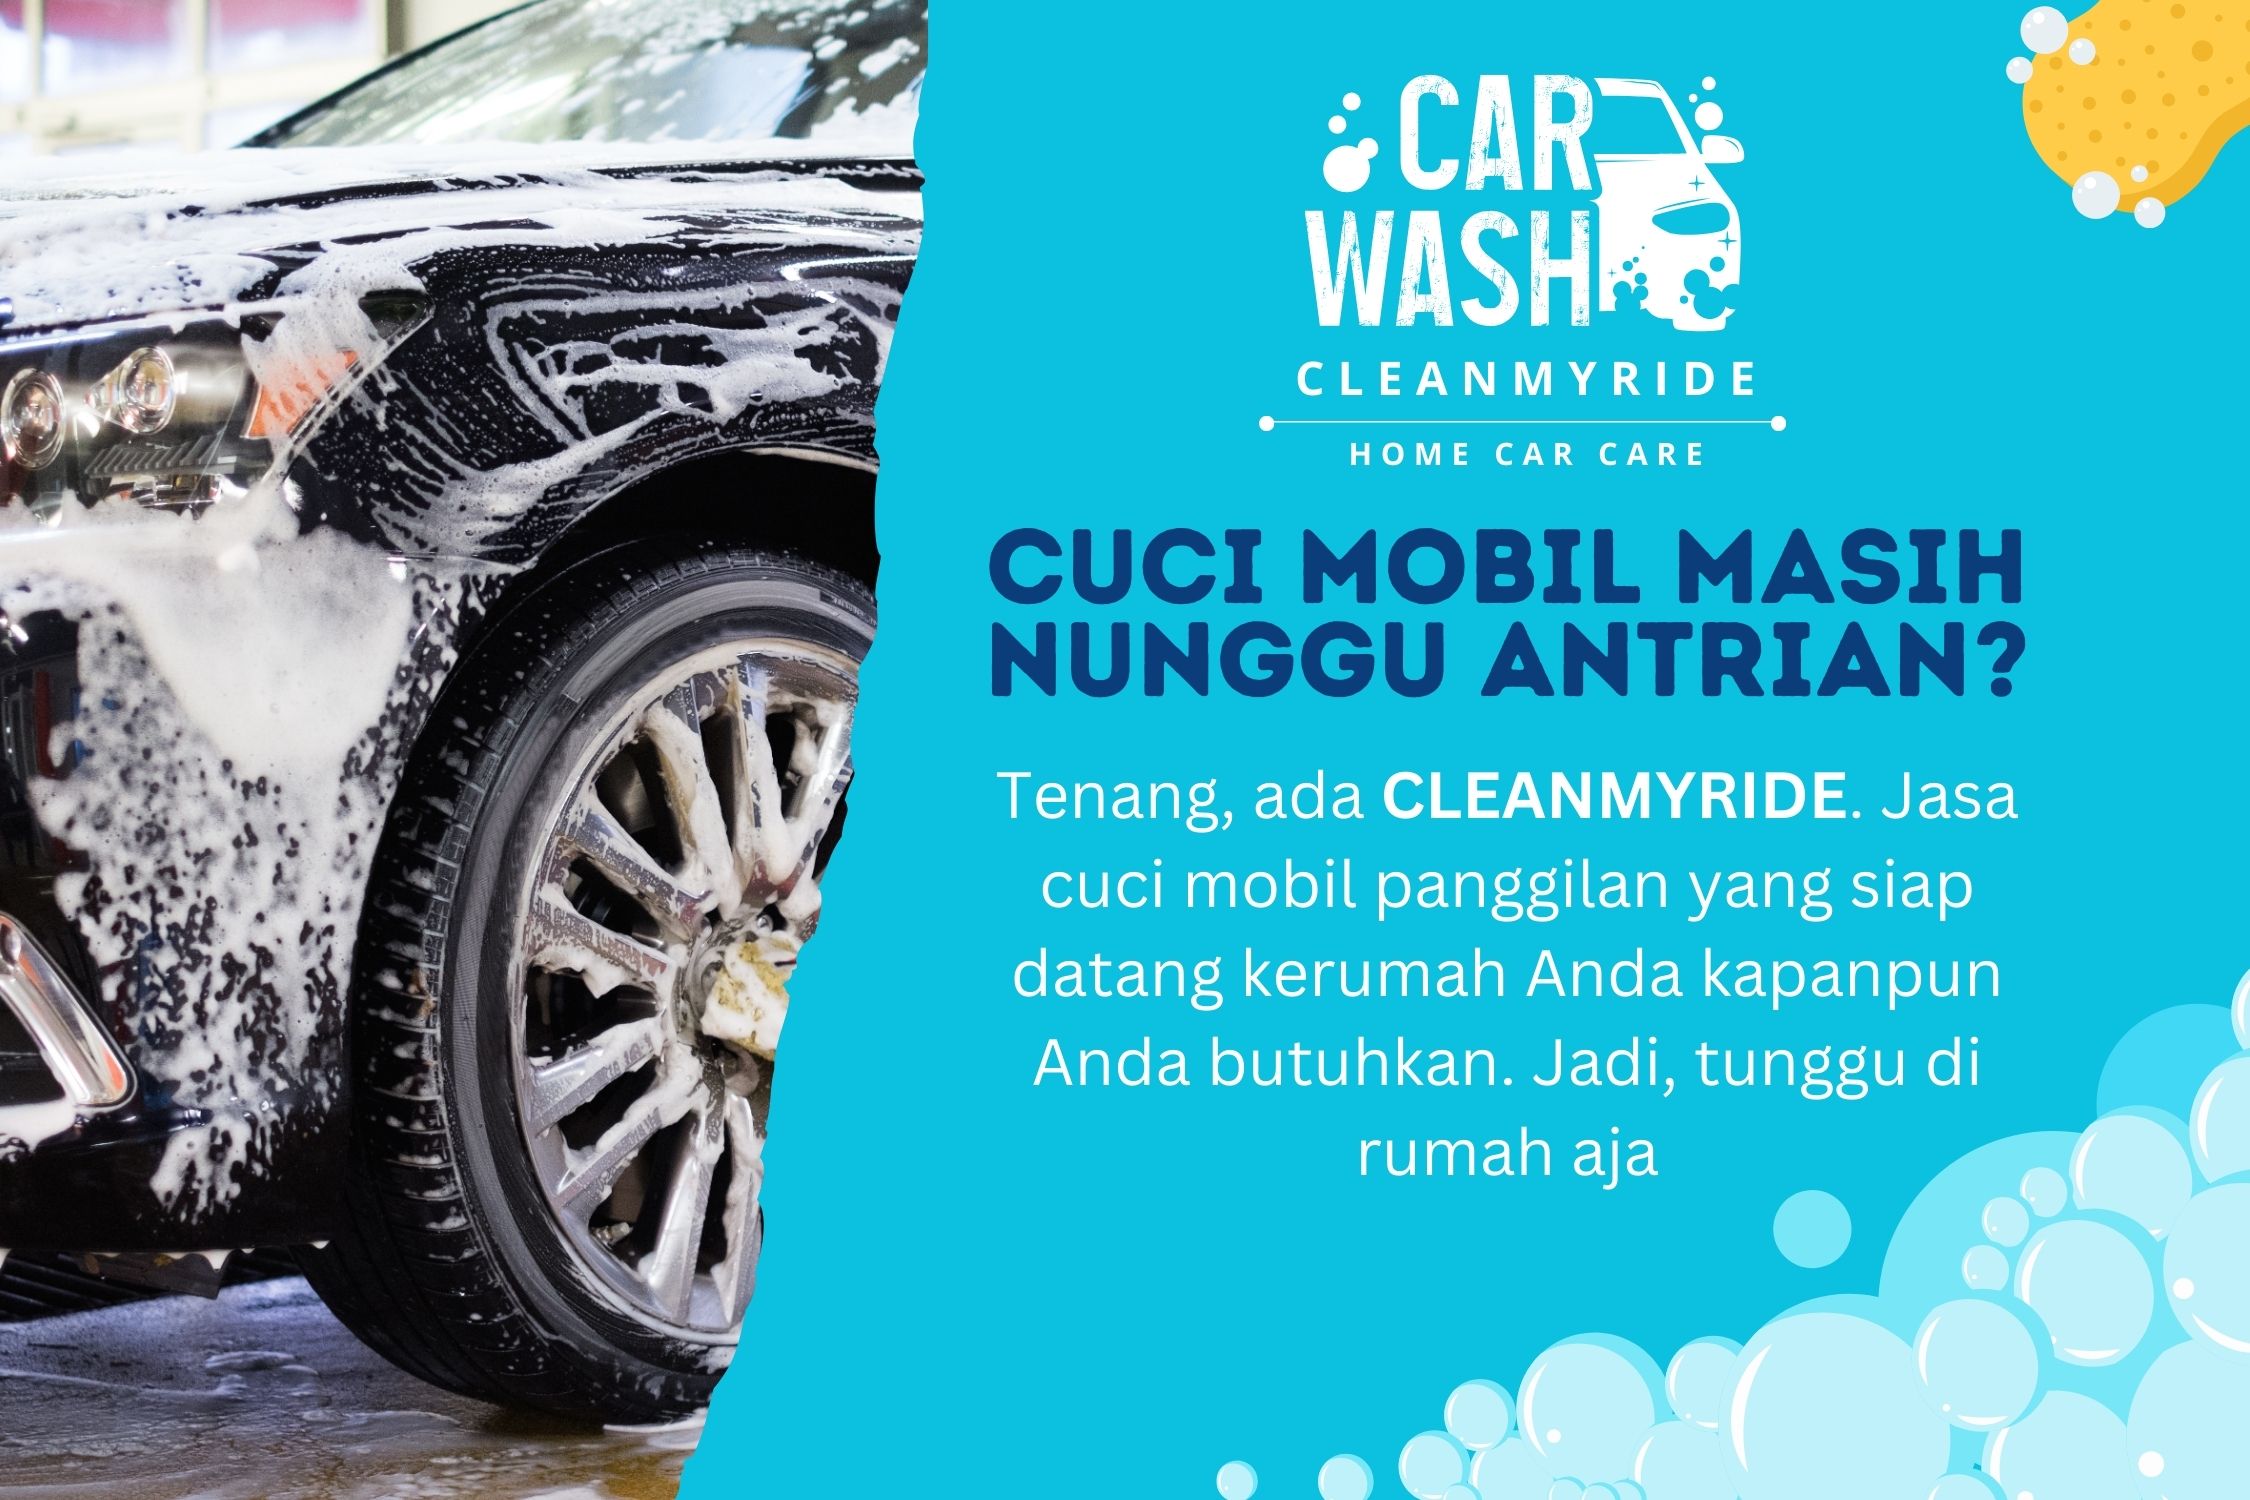 CAR
WASH
CLEANMYRIDE
HOME CAR CARE
CUCI MOBIL MASIH
NUNGGU ANTRIAN?
Tenang, ada CLEANMYRIDE. Jasa
cuci mobil panggilan yang siap
datang kerumah Anda kapanpun
Anda butuhkan. Jadi, tunggu di
rumah aja